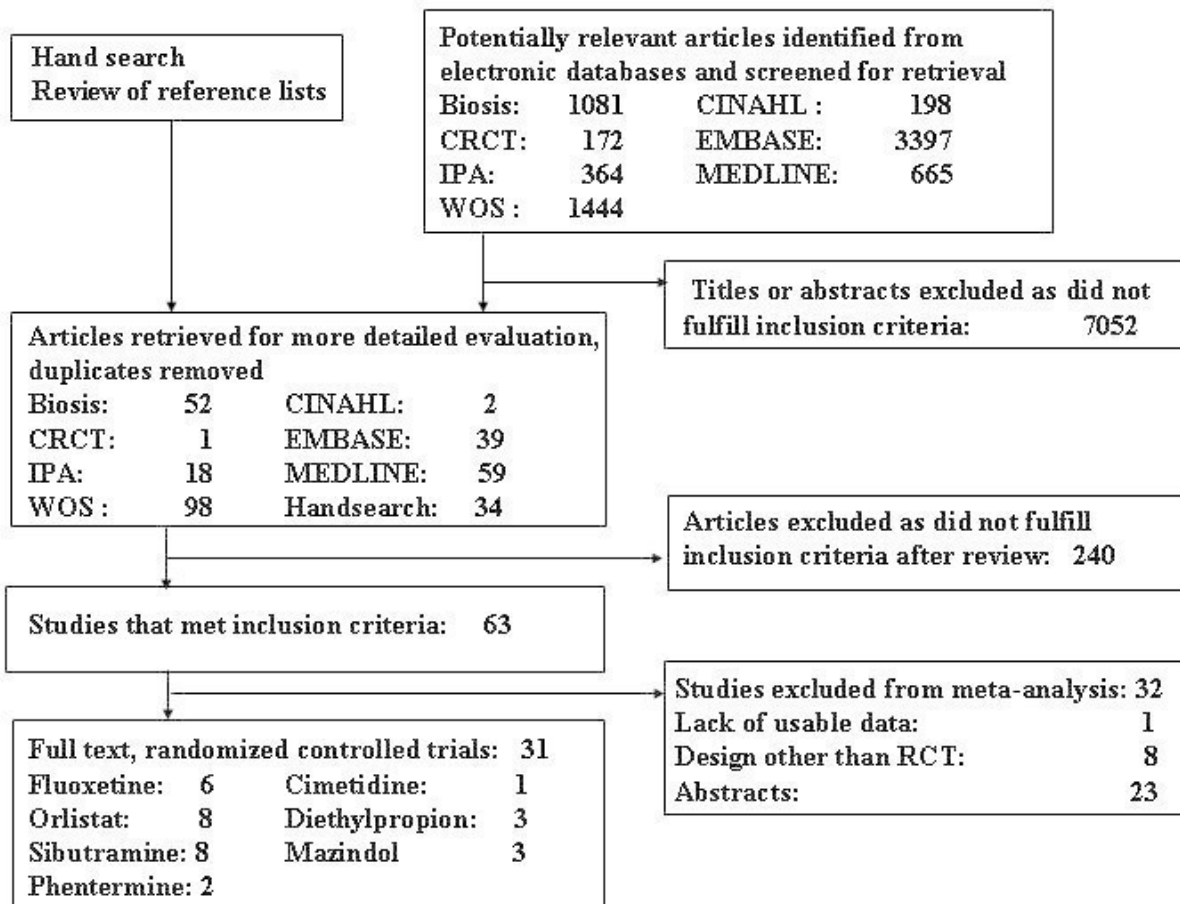 Hand search
Review of reference lists
Potentially relevant articles identified from
electronic databases and screened for retrieval
Biosis: 1081 CINAHL : 198
CRCT: 172 EMBASE: 3397
IPA: 364 MEDLINE: 665
WOS : 1444
Titles or abstracts excluded as did not
fulfill inclusion criteria: 7052
Articles retrieved for more detailed evaluation,
duplicates removed
Biosis: 52 CINAHL: 2
CRCT: 1 EMBASE: 39
IPA: 18 MEDLINE: 59
WOS : 98 Handsearch: 34
Articles excluded as did not fulfill
inclusion criteria after review: 240
Studies that met inclusion criteria: 63
Studies excluded from meta-analysis: 32
Lack of usable data: 1
Design other than RCT: 8
Abstracts: 23
Full text, randomized controlled trials: 31
Fluoxetine: 6 Cimetidine: 1
Orlistat: 8 Diethylpropion: 3
Sibutramine: 8 Mazindol 3
Phentermine: 2